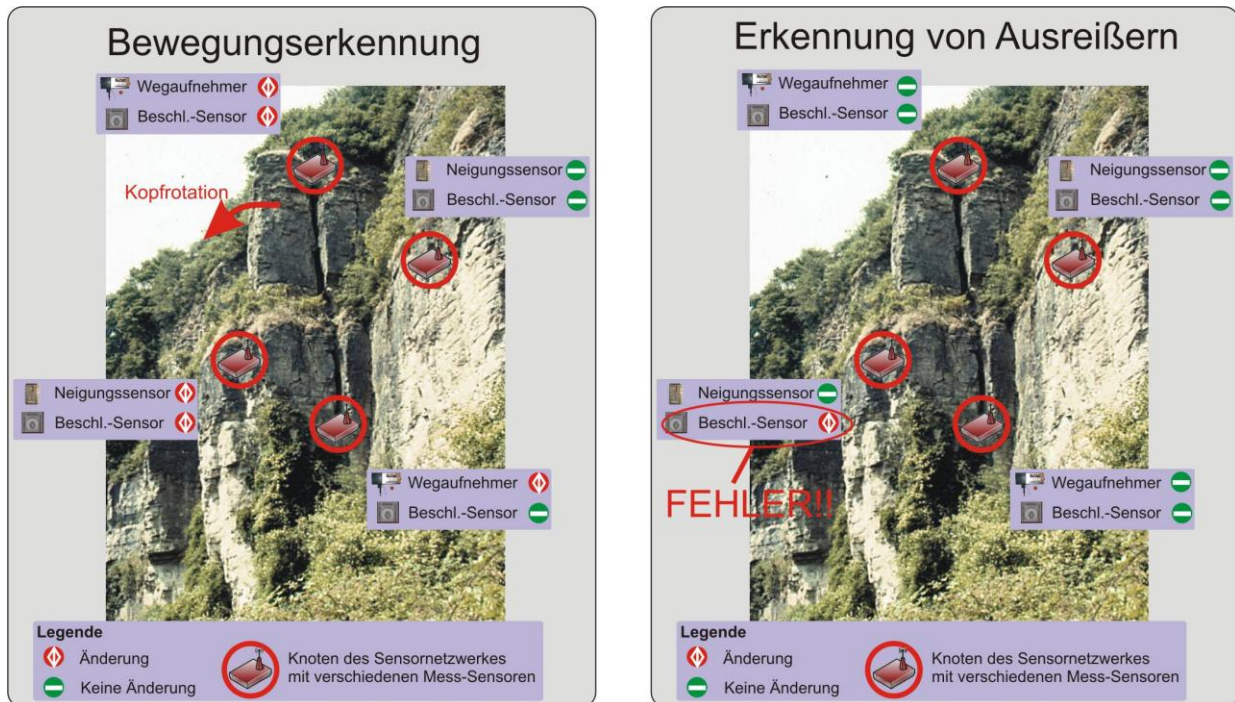 Bewegungserkennung
Wegaufnehmer
Beschl.-Sensor
Kopfrotation
Neigungssensor
Beschl.-Sensor
Neigungssensor
Beschl.-Sensor
Wegaufnehmer
Beschl.-Sensor
Legende
Änderung
Keine Änderung
Knoten des Sensornetzwerkes
mit verschiedenen Mess-Sensoren
Erkennung von Ausreißern
Wegaufnehmer
Beschl.-Sensor
Neigungssensor
Beschl.-Sensor
Neigungssensor
Beschl.-Sensor
FEHLER!!
Wegaufnehmer
Beschl.-Sensor
Legende
Änderung
Keine Änderung
Knoten des Sensornetzwerkes
mit verschiedenen Mess-Sensoren